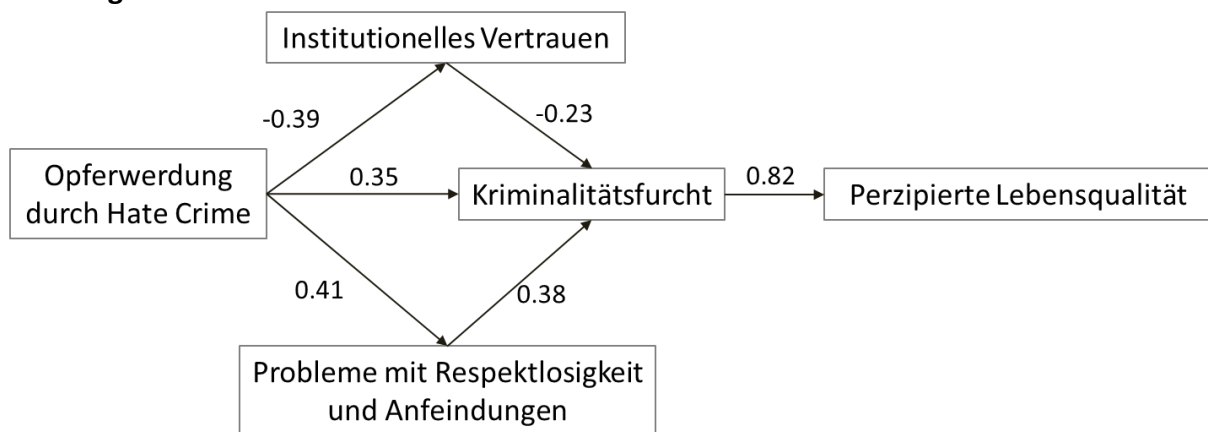 Institutionelles Vertrauen
-0.39
-0.23
Opferwerdung
durch Hate Crime
0.35
Kriminalitätsfurcht
0.82
Perzipierte Lebensqualität
0.41
0.38
Probleme mit Respektlosigkeit
und Anfeindungen